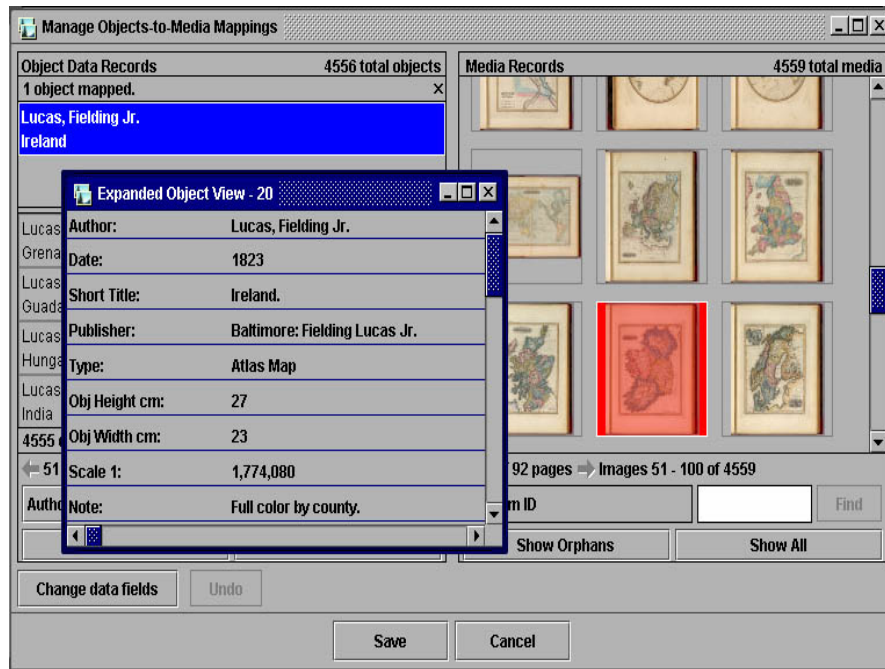 Manage Objects-to-Media Mappings
Object Data Records 4556 total objects
1 object mapped. X
Lucas, Fielding Jr.
Ireland
Lucas
Grena
Lucas
Guada
Lucas
Hunga
Lucas
India
4555
51
Autho
Expanded Object View - 20
Author: Lucas, Fielding Jr.
Date: 1823
Short Title: Ireland.
Publisher: Baltimore: Fielding Lucas Jr.
Type: Atlas Map
Obj Height cm: 27
Obj Width cm: 23
Scale 1: 1,774,080
Note: Full color by county.
Media Records 4559 total media
92 pages Images 51 - 100 of 4559
m ID Find
Show Orphans Show All
Change data fields Undo
Save Cancel